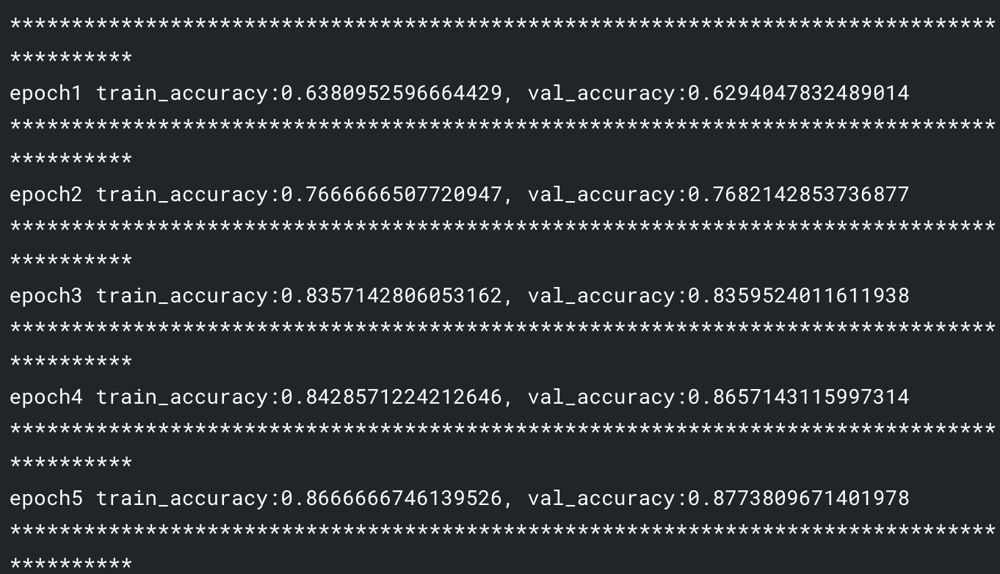 ********************************************************************************
**********
epoch1 train_accuracy:0.6380952596664429, val_accuracy:0.6294047832489014
********************************************************************************
**********
epoch2 train_accuracy:0.7666666507720947, val_accuracy:0.7682142853736877
********************************************************************************
**********
epoch3 train_accuracy:0.8357142806053162, val_accuracy:0.8359524011611938
********************************************************************************
**********
epoch4 train_accuracy:0.8428571224212646, val_accuracy:0.8657143115997314
********************************************************************************
**********
epoch5 train_accuracy:0.8666666746139526, val_accuracy:0.8773809671401978
********************************************************************************
**********